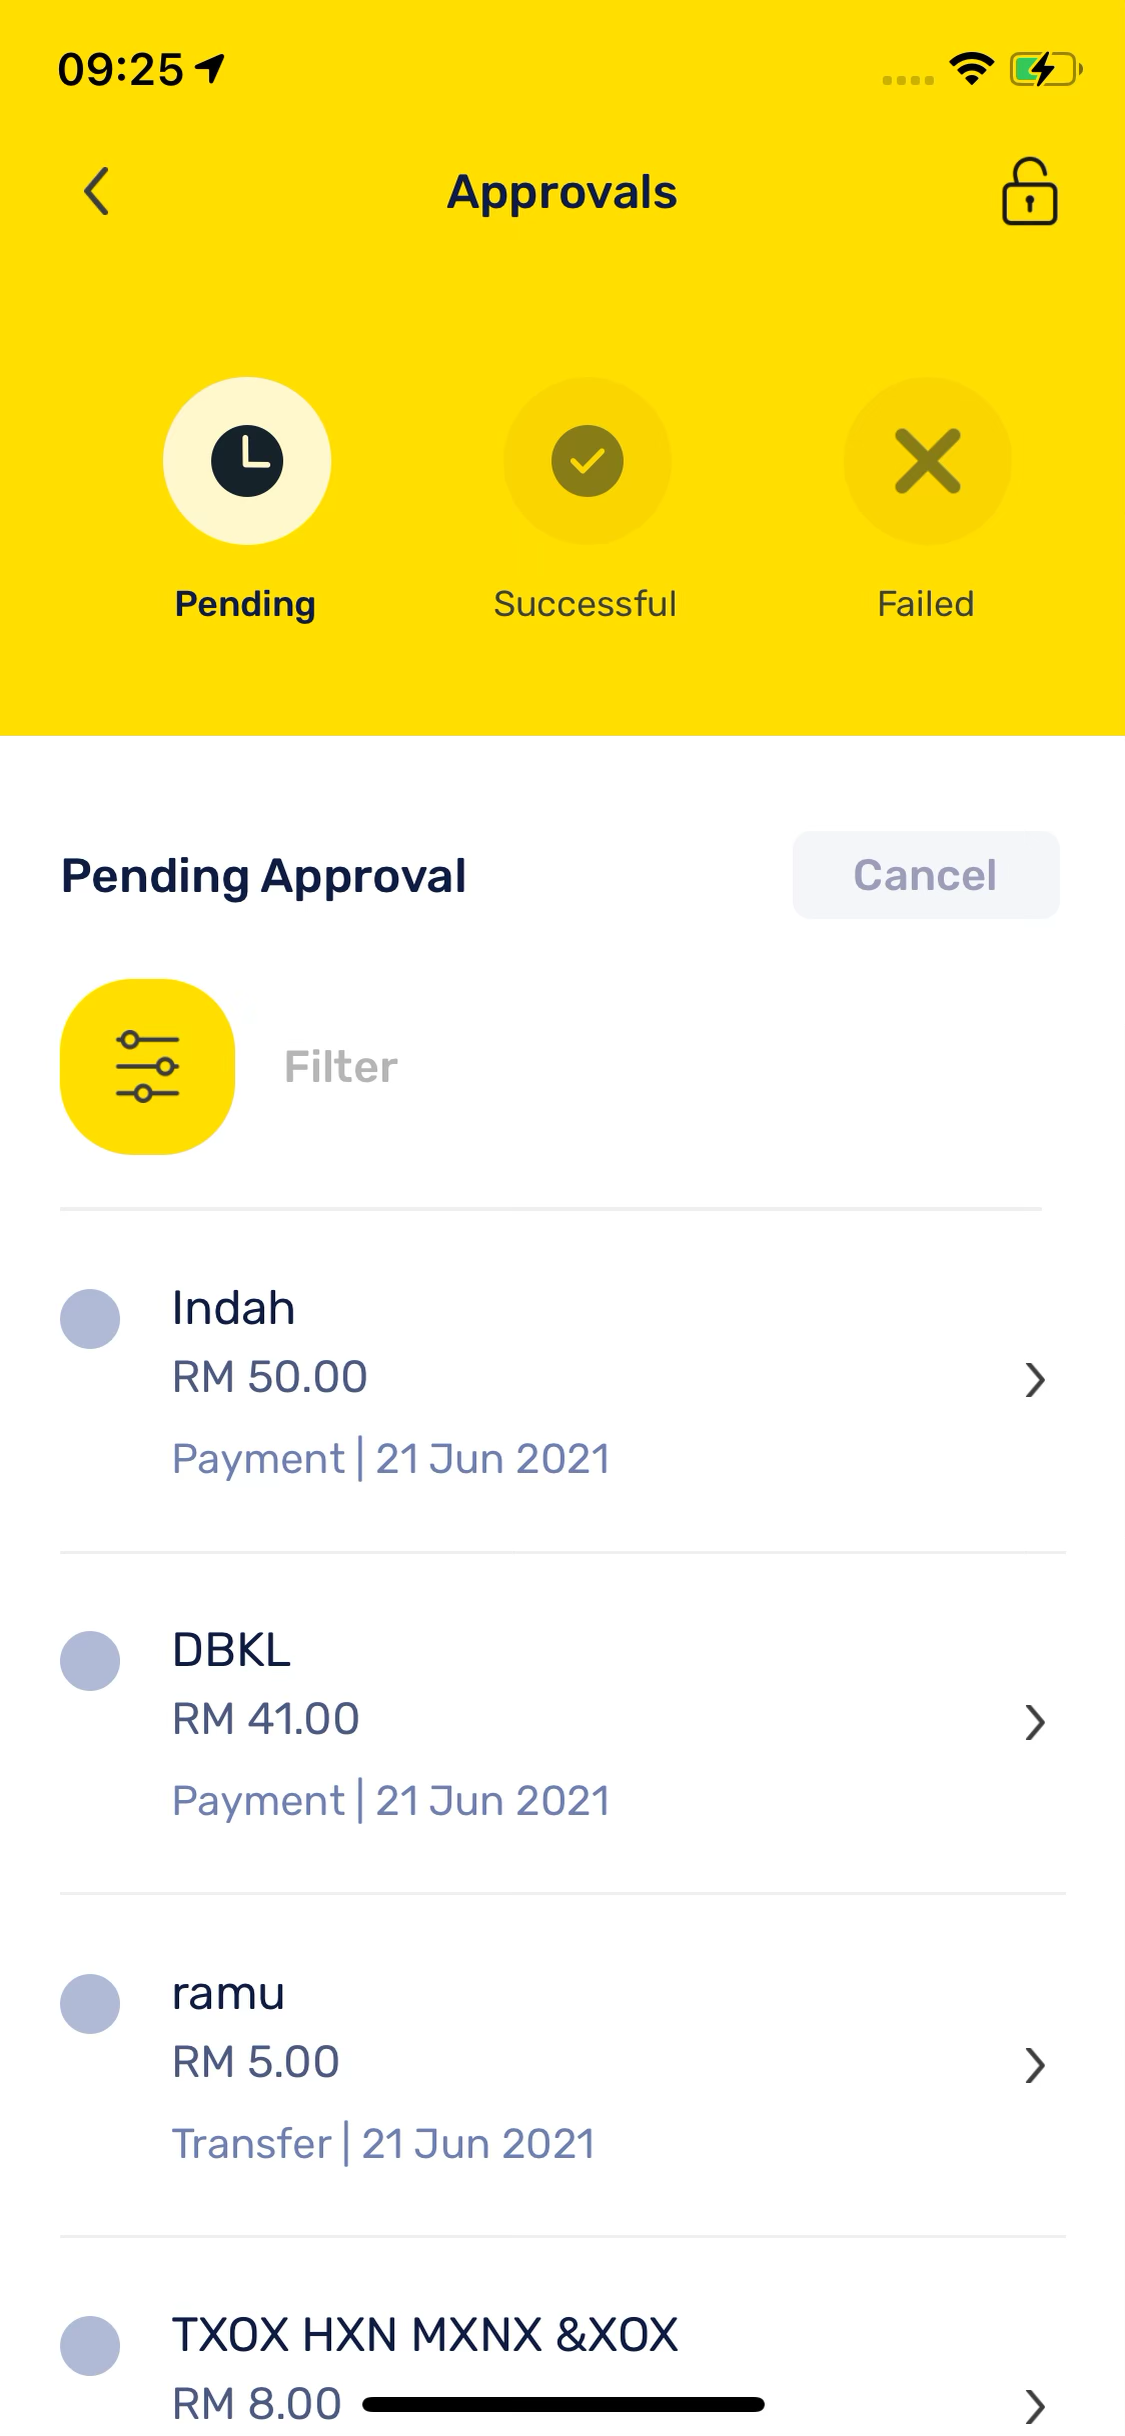 09:25
Approvals
Pending
Successful
Failed
Pending Approval
Cancel
Filter
Indah
RM 50.00
Payment | 21 Jun 2021
DBKL
RM 41.00
Payment | 21 Jun 2021
ramu
RM 5.00
Transfer | 21 Jun 2021
TXOX HXN MXNX &XOX
RM 8.00